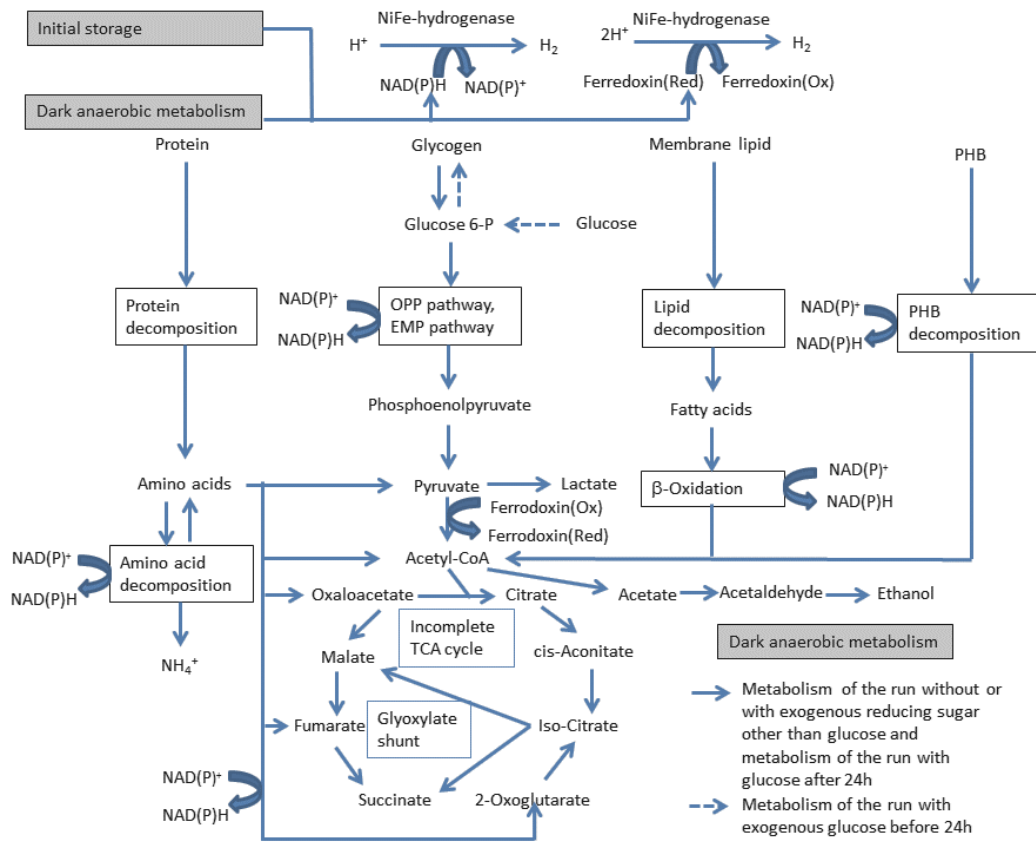 Initial storage
NiFe-hydrogenase
NiFe-hydrogenase
H⁺
H₂
2H⁺
H₂
NAD(P)H
NAD(P)⁺
Ferredoxin(Red)
Ferredoxin(Ox)
Dark anaerobic metabolism
Protein
Glycogen
Membrane lipid
PHB
Glucose 6-P
Glucose
Protein
decomposition
NAD(P)⁺
NAD(P)H
OPP pathway,
EMP pathway
Lipid
decomposition
NAD(P)⁺
NAD(P)H
PHB
decomposition
Phosphoenolpyruvate
Fatty acids
Amino acids
Pyruvate
Lactate
β-Oxidation
NAD(P)⁺
NAD(P)H
Ferrodoxin(Ox)
Ferrodoxin(Red)
NAD(P)⁺
NAD(P)H
Amino acid
decomposition
Acetyl-CoA
Oxaloacetate
Citrate
Acetate
Acetaldehyde
Ethanol
NH₄⁺
Malate
Incomplete
TCA cycle
cis-Aconitate
Fumarate
Glyoxylate
shunt
Iso-Citrate
NAD(P)⁺
NAD(P)H
Succinate
2-Oxoglutarate
Dark anaerobic metabolism
Metabolism of the run without or
with exogenous reducing sugar
other than glucose and
metabolism of the run with
glucose after 24h
Metabolism of the run with
exogenous glucose before 24h